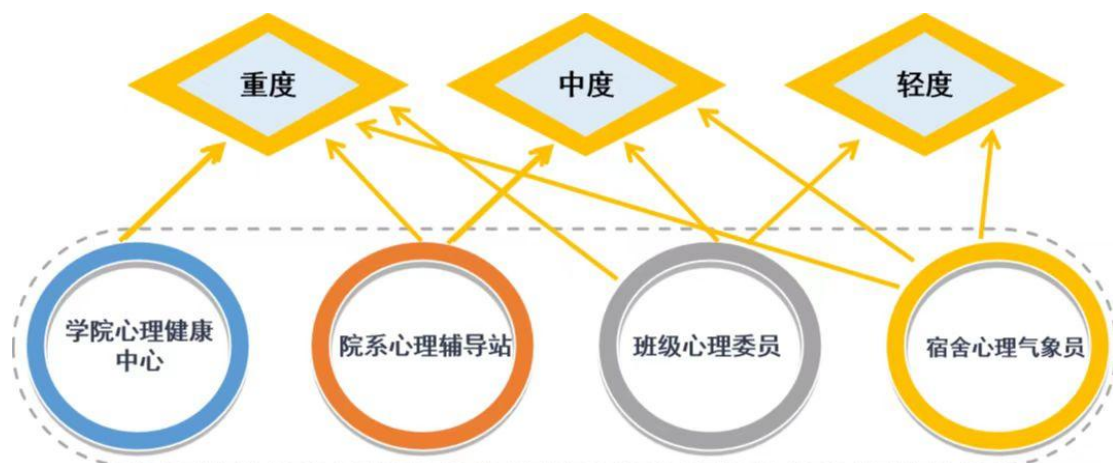 重度
中度
轻度
学院心理健康
中心
院系心理辅导站
班级心理委员
宿舍心理气象员